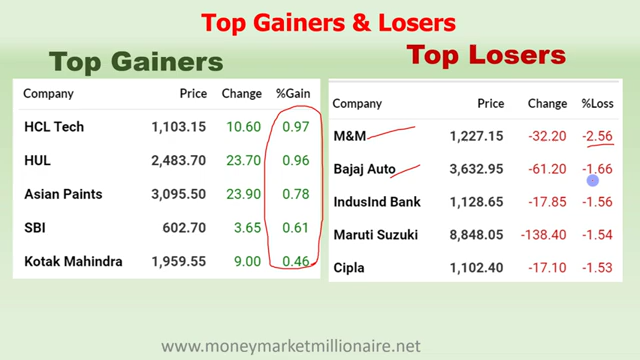 Top Gainers & Losers
Top Gainers
Company Price Change %Gain
HCL Tech 1,103.15 10.60 0.97
HUL 2,483.70 23.70 0.96
Asian Paints 3,095.50 23.90 0.78
SBI 602.70 3.65 0.61
Kotak Mahindra 1,959.55 9.00 0.46
Top Losers
Company Price Change %Loss
M&M 1,227.15 -32.20 -2.56
Bajaj Auto 3,632.95 -61.20 -1.66
IndusInd Bank 1,128.65 -17.85 -1.56
Maruti Suzuki 8,848.05 -138.40 -1.54
Cipla 1,102.40 -17.10 -1.53
www.moneymarketmillionaire.net